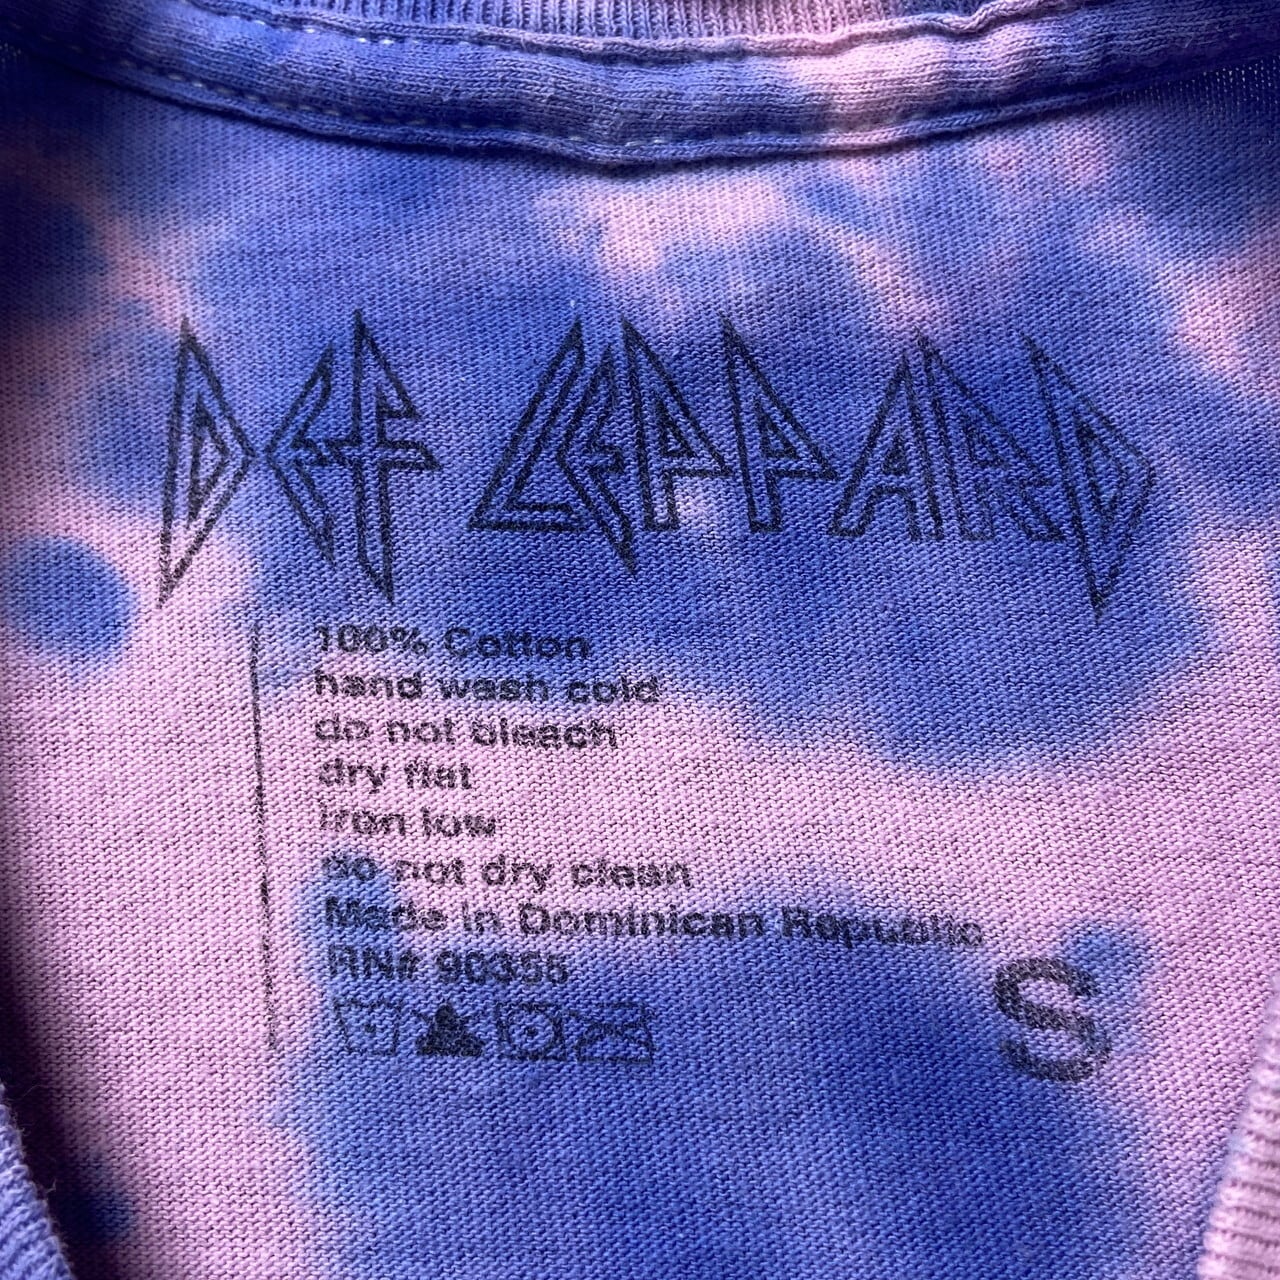 DEF LEPPARD
100% Cotton
hand wash cold
do not bleach
dry flat
iron low
do not dry clean
Made in Dominican Republic
RN# 90355
S